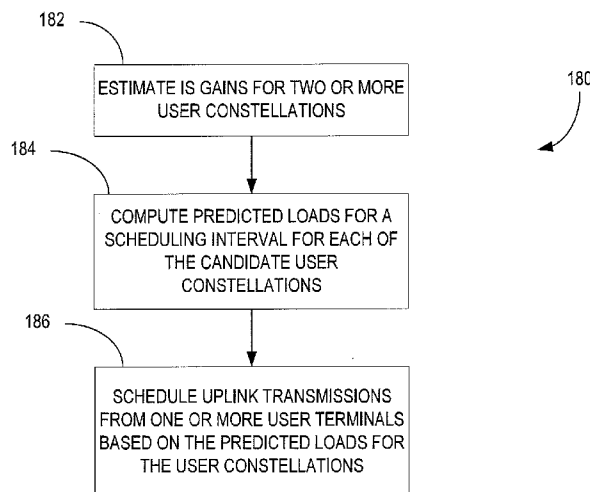 182
ESTIMATE IS GAINS FOR TWO OR MORE
USER CONSTELLATIONS
180
184
COMPUTE PREDICTED LOADS FOR A
SCHEDULING INTERVAL FOR EACH OF
THE CANDIDATE USER
CONSTELLATIONS
186
SCHEDULE UPLINK TRANSMISSIONS
FROM ONE OR MORE USER TERMINALS
BASED ON THE PREDICTED LOADS FOR
THE USER CONSTELLATIONS